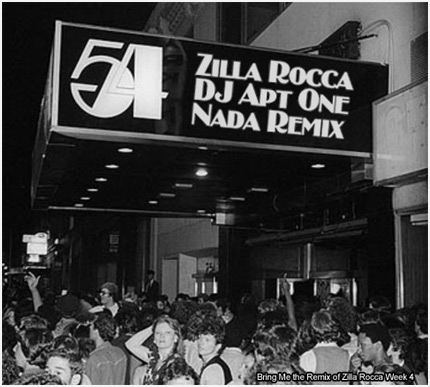 54
Zilla Rocca
DJ Apt One
Nada Remix
Bring Me the Remix of Zilla Rocca Week 4